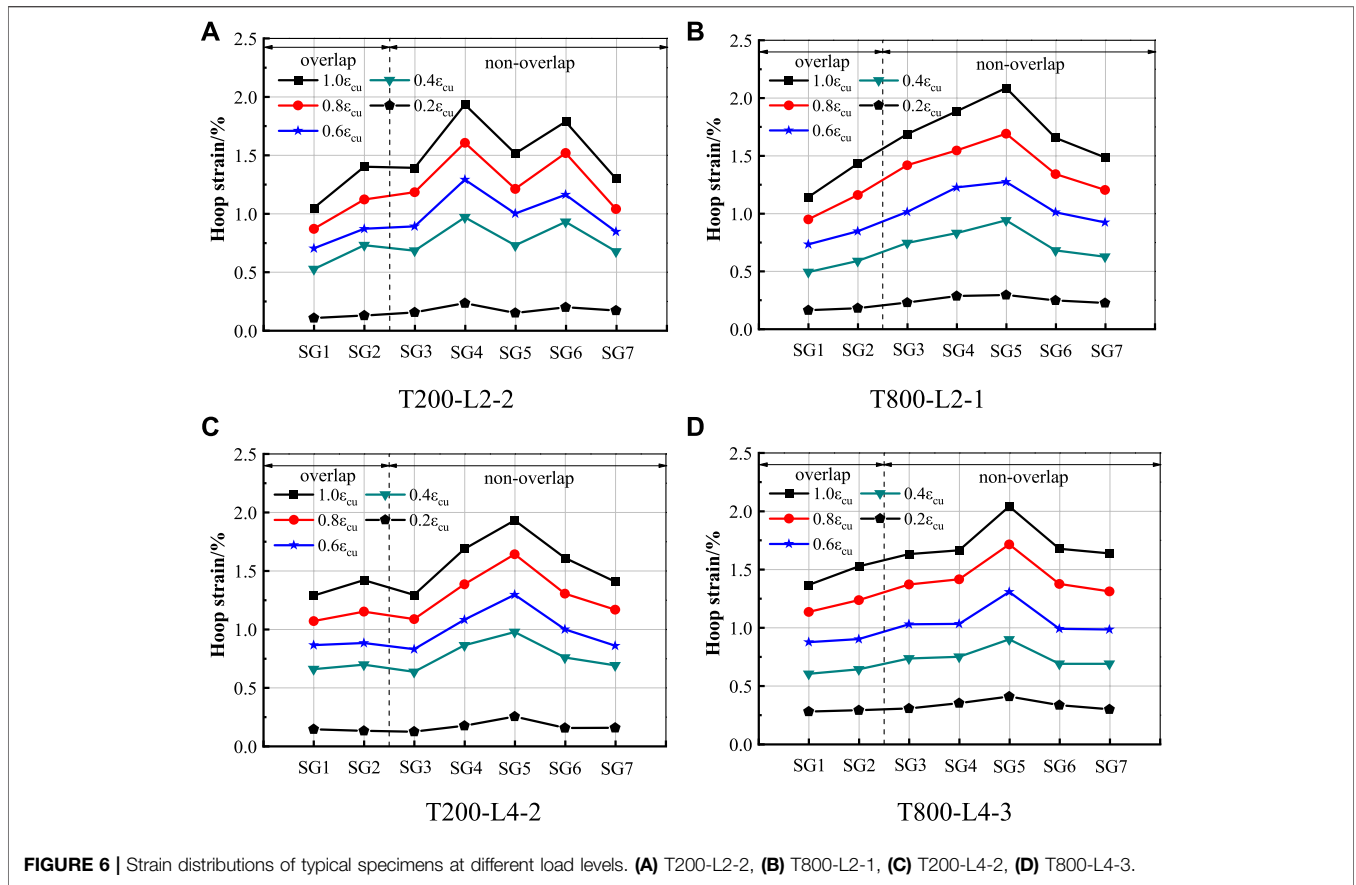 A
2.5
2.0
1.5
1.0
0.5
0.0
Hoop strain/%
overlap
non-overlap
1.0εcu
0.8εcu
0.6εcu
0.4εcu
0.2εcu
SG1 SG2 SG3 SG4 SG5 SG6 SG7
T200-L2-2
B
2.5
2.0
1.5
1.0
0.5
0.0
Hoop strain/%
overlap
non-overlap
1.0εcu
0.8εcu
0.6εcu
0.4εcu
0.2εcu
SG1 SG2 SG3 SG4 SG5 SG6 SG7
T800-L2-1
C
2.5
2.0
1.5
1.0
0.5
0.0
Hoop strain/%
overlap
non-overlap
1.0εcu
0.8εcu
0.6εcu
0.4εcu
0.2εcu
SG1 SG2 SG3 SG4 SG5 SG6 SG7
T200-L4-2
D
2.5
2.0
1.5
1.0
0.5
0.0
Hoop strain/%
overlap
non-overlap
1.0εcu
0.8εcu
0.6εcu
0.4εcu
0.2εcu
SG1 SG2 SG3 SG4 SG5 SG6 SG7
T800-L4-3
FIGURE 6 | Strain distributions of typical specimens at different load levels. (A) T200-L2-2, (B) T800-L2-1, (C) T200-L4-2, (D) T800-L4-3.